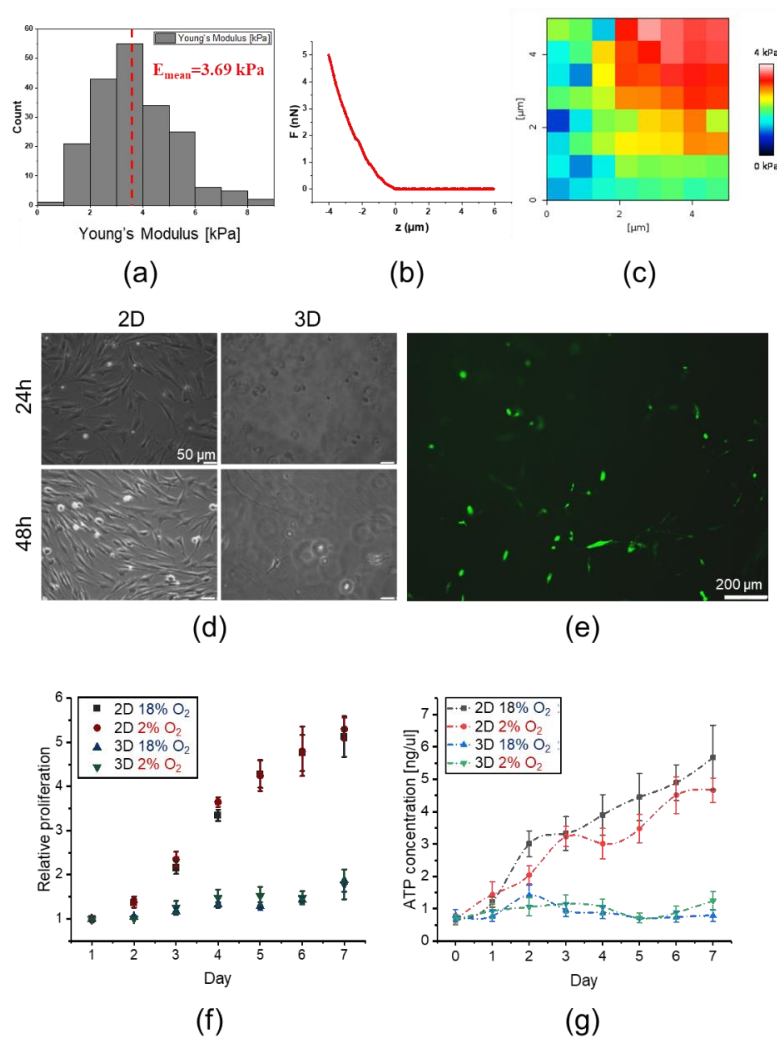 60
50
40
30
20
10
0
Count
Young's Modulus [kPa]
E_mean=3.69 kPa
0 2 4 6 8
Young's Modulus [kPa]
(a)
5
4
3
2
1
0
F (nN)
-4 -2 0 2 4 6
z (µm)
(b)
4
2
0
[µm]
0 2 4
[µm]
4 kPa
0 kPa
(c)
2D 3D
24h
50 µm
48h
(d)
200 µm
(e)
6
5
4
3
2
1
Relative proliferation
2D 18% O₂
2D 2% O₂
3D 18% O₂
3D 2% O₂
1 2 3 4 5 6 7
Day
(f)
7
6
5
4
3
2
1
0
ATP concentration [ng/ul]
2D 18% O₂
2D 2% O₂
3D 18% O₂
3D 2% O₂
0 1 2 3 4 5 6 7
Day
(g)